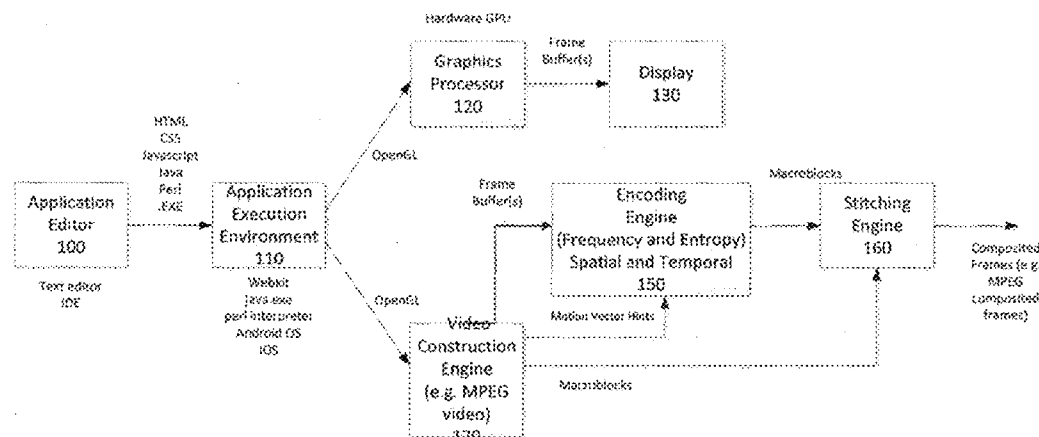 Hardware GPU
Graphics
Processor
120
Frame
Buffer(s)
Display
130
HTML
CSS
Javascript
Java
Perl
.EXE
OpenGL
Application
Editor
100
Text editor
IDE
Application
Execution
Environment
110
Webkit
Java.exe
perl interpreter
Android OS
iOS
OpenGL
Frame
Buffer(s)
Encoding
Engine
(Frequency and Entropy)
Spatial and Temporal
150
Motion Vector Hints
Macroblocks
Stitching
Engine
160
Composited
Frames (e.g.
MPEG
composited
frames)
Video
Construction
Engine
(e.g. MPEG
video)
Macroblocks